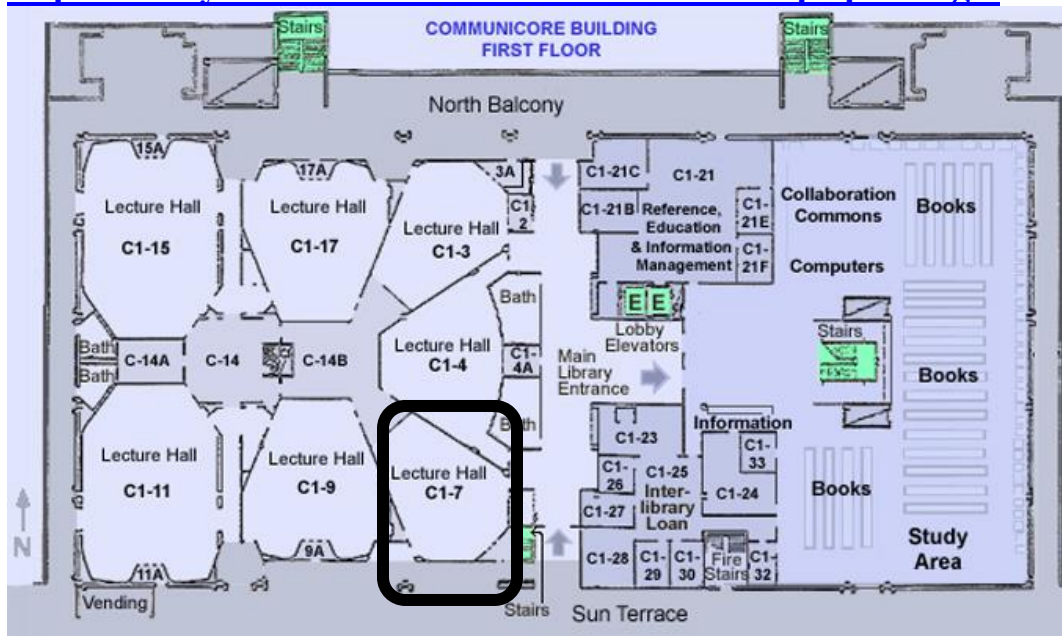 COMMUNICORE BUILDING
FIRST FLOOR
Stairs
Stairs
North Balcony
15A
17A
3A
C1-
2
Lecture Hall
C1-15
Lecture Hall
C1-17
Lecture Hall
C1-3
C1-21C
C1-21
C1-21B
Reference,
Education
& Information
Management
C1-
21E
C1-
21F
Collaboration
Commons
Books
Computers
Bath
E E
Lobby
Elevators
Stairs
Bath
Bath
C-14A
C-14
C-14B
Lecture Hall
C1-4
C1-
4A
Main
Library
Entrance
Books
Bath
Information
C1-23
C1-
33
Lecture Hall
C1-11
Lecture Hall
C1-9
Lecture Hall
C1-7
C1-
26
C1-25
Inter-
library
Loan
C1-24
C1-27
Books
N
Study
Area
11A
9A
C1-28
C1-
29
C1-
30
Fire
Stairs
C1-
32
Vending
Stairs
Sun Terrace